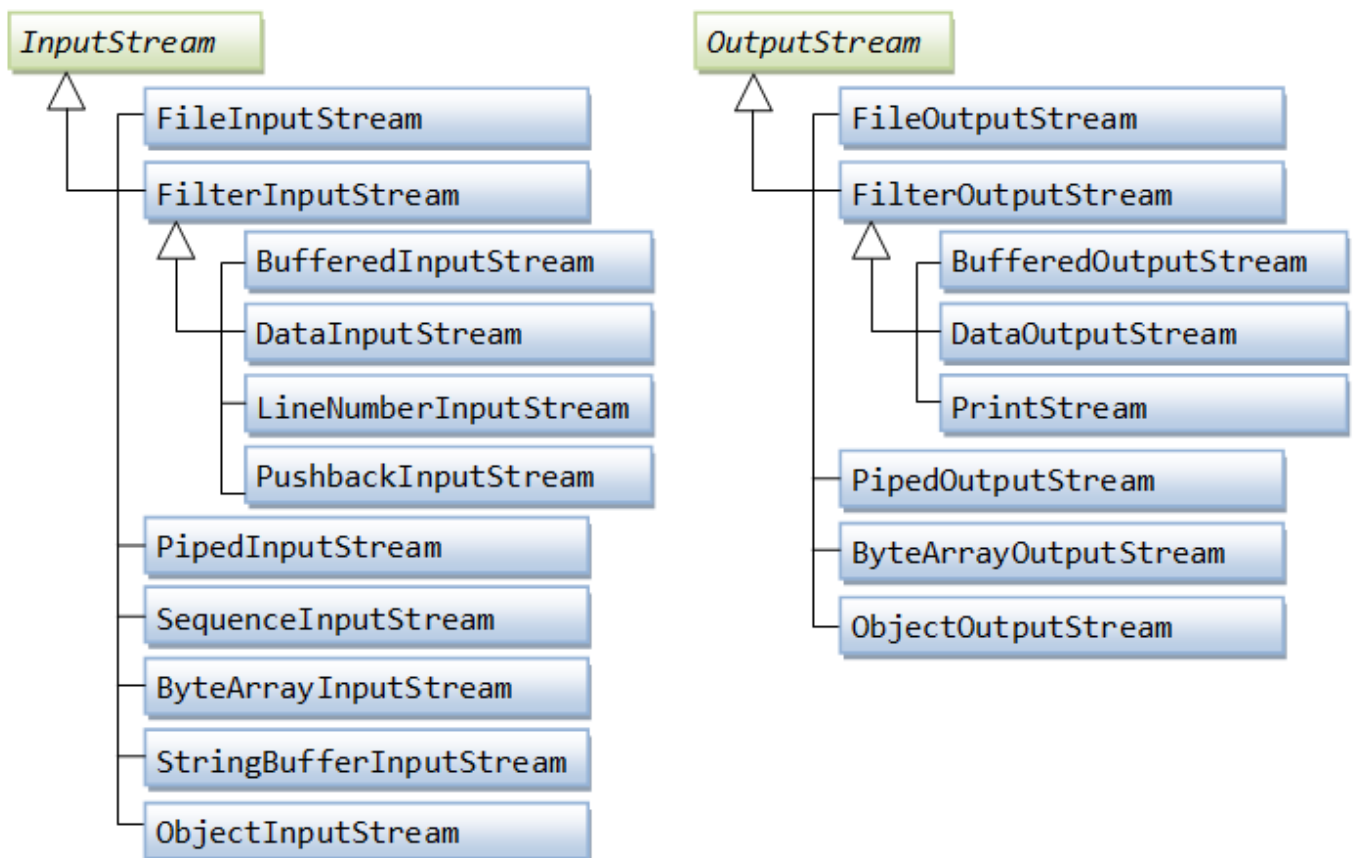 InputStream
FileInputStream
FilterInputStream
BufferedInputStream
DataInputStream
LineNumberInputStream
PushbackInputStream
PipedInputStream
SequenceInputStream
ByteArrayInputStream
StringBufferInputStream
ObjectInputStream
OutputStream
FileOutputStream
FilterOutputStream
BufferedOutputStream
DataOutputStream
PrintStream
PipedOutputStream
ByteArrayOutputStream
ObjectOutputStream